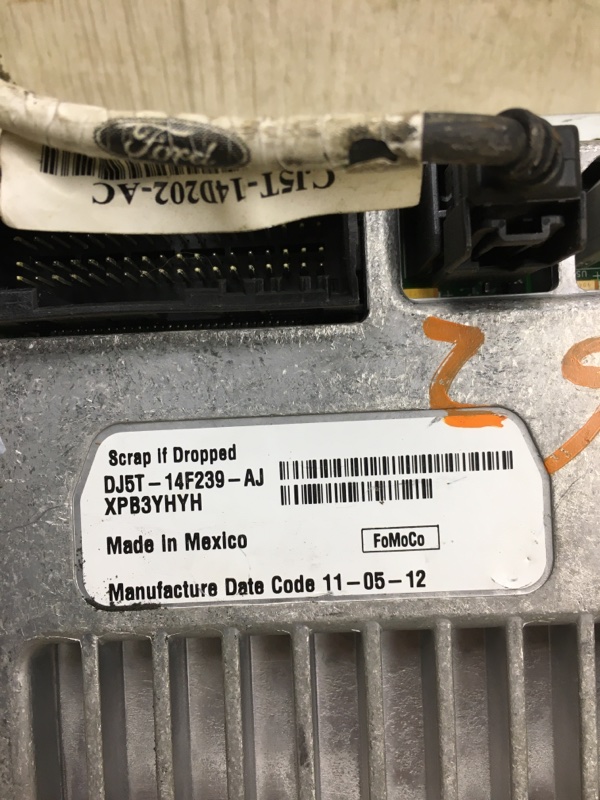 Ford
CJ5T-14D202-AC
Scrap If Dropped
DJ5T-14F239-AJ
XPB3YHYH
Made in Mexico
FoMoCo
Manufacture Date Code 11-05-12